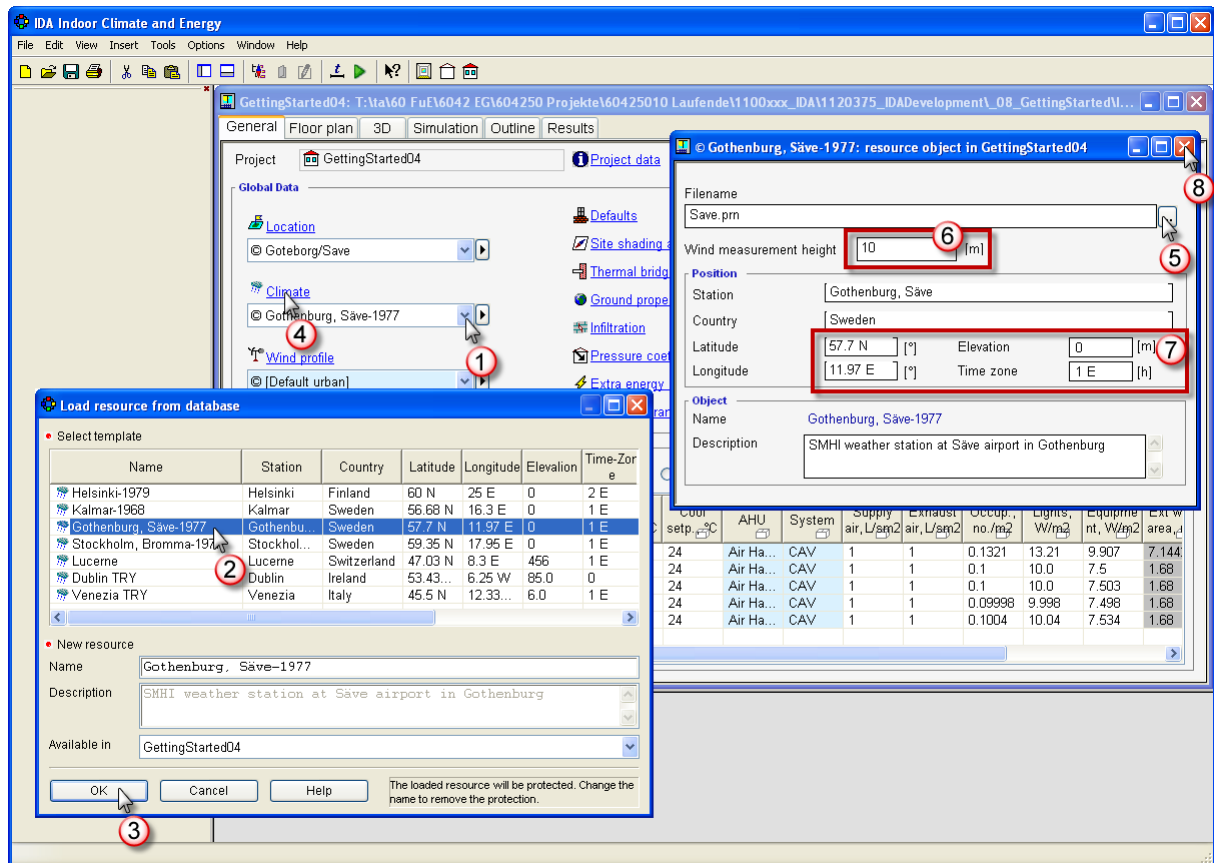 IDA Indoor Climate and Energy
File Edit View Insert Tools Options Window Help
GettingStarted04: T:\ta\60 FuE\6042 EG\604250 Projekte\60425010 Laufende\1100xxx_IDA\1120375_IDADevelopment\_08_GettingStarted\I...
General Floor plan 3D Simulation Outline Results
Project GettingStarted04 Project data
Global Data
Location
© Goteborg/Save
Climate
© Gothenburg, Säve-1977
4
1
Wind profile
© [Default urban]
Defaults
Site shading a
Thermal bridg
Ground prope
Infiltration
Pressure coef
Extra energy
© Gothenburg, Säve-1977: resource object in GettingStarted04
8
Filename
Save.prn
5
Wind measurement height 10 [m]
6
Position
Station Gothenburg, Säve
Country Sweden
Latitude 57.7 N [°] Elevation 0 [m]
7
Longitude 11.97 E [°] Time zone 1 E [h]
Object
Name Gothenburg, Säve-1977
Description SMHI weather station at Säve airport in Gothenburg
Load resource from database
Select template
Name Station Country Latitude Longitude Elevation Time-Zor e
Helsinki-1979 Helsinki Finland 60 N 25 E 0 2 E
Kalmar-1968 Kalmar Sweden 56.68 N 16.3 E 0 1 E
Gothenburg, Säve-1977 Gothenbu... Sweden 57.7 N 11.97 E 0 1 E
Stockholm, Bromma-197 Stockhol... Sweden 59.35 N 17.95 E 0 1 E
Lucerne Lucerne Switzerland 47.03 N 8.3 E 456 1 E
Dublin TRY Dublin Ireland 53.43... 6.25 W 85.0 0
Venezia TRY Venezia Italy 45.5 N 12.33... 6.0 1 E
2
New resource
Name Gothenburg, Säve-1977
Description SMHI weather station at Säve airport in Gothenburg
Available in GettingStarted04
OK Cancel Help The loaded resource will be protected. Change the
name to remove the protection.
3
setp., °C AHU System Supply air, L/sm2 Exhaust air, L/sm2 Occup., no./m2 Lights, W/m2 Equipme nt, W/m2 Ext w area,
24 Air Ha... CAV 1 1 0.1321 13.21 9.907 7.144
24 Air Ha... CAV 1 1 0.1 10.0 7.5 1.68
24 Air Ha... CAV 1 1 0.1 10.0 7.503 1.68
24 Air Ha... CAV 1 1 0.09998 9.998 7.498 1.68
24 Air Ha... CAV 1 1 0.1004 10.04 7.534 1.68